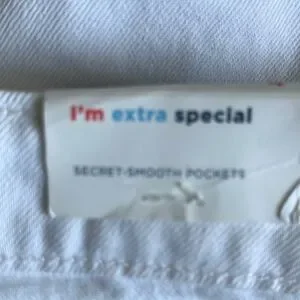 I'm extra special
SECRET-SMOOTH POCKETS